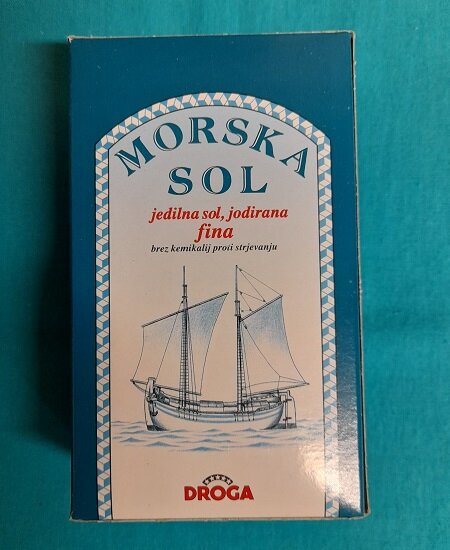 MORSKA
SOL
jedilna sol, jodirana
fina
brez kemikalij proti strjevanju
DROGA